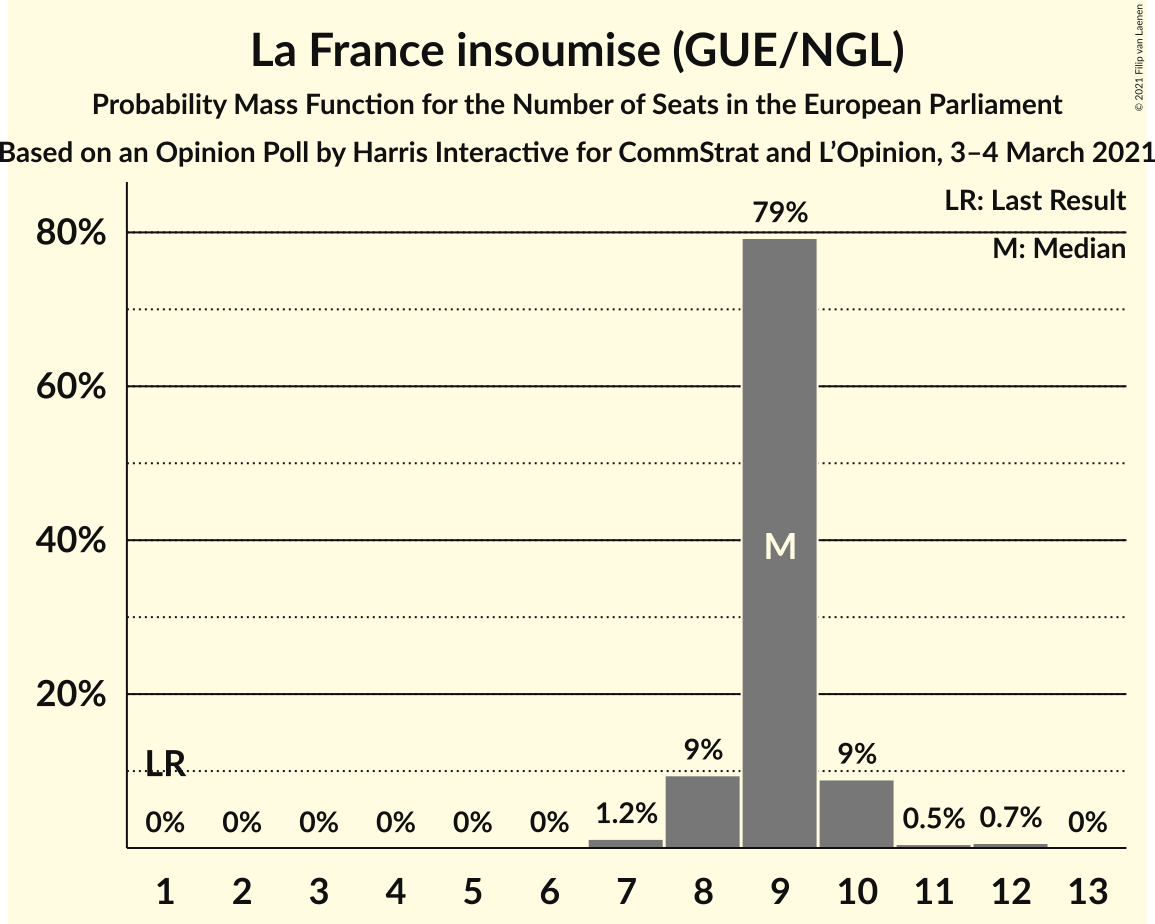 La France insoumise (GUE/NGL)
Probability Mass Function for the Number of Seats in the European Parliament
Based on an Opinion Poll by Harris Interactive for CommStrat and L’Opinion, 3–4 March 2021
© 2021 Filip van Laenen
LR: Last Result
M: Median
80%
60%
40%
20%
LR
0% 0% 0% 0% 0% 0% 1.2% 9% 79% 9% 0.5% 0.7% 0%
M
1 2 3 4 5 6 7 8 9 10 11 12 13